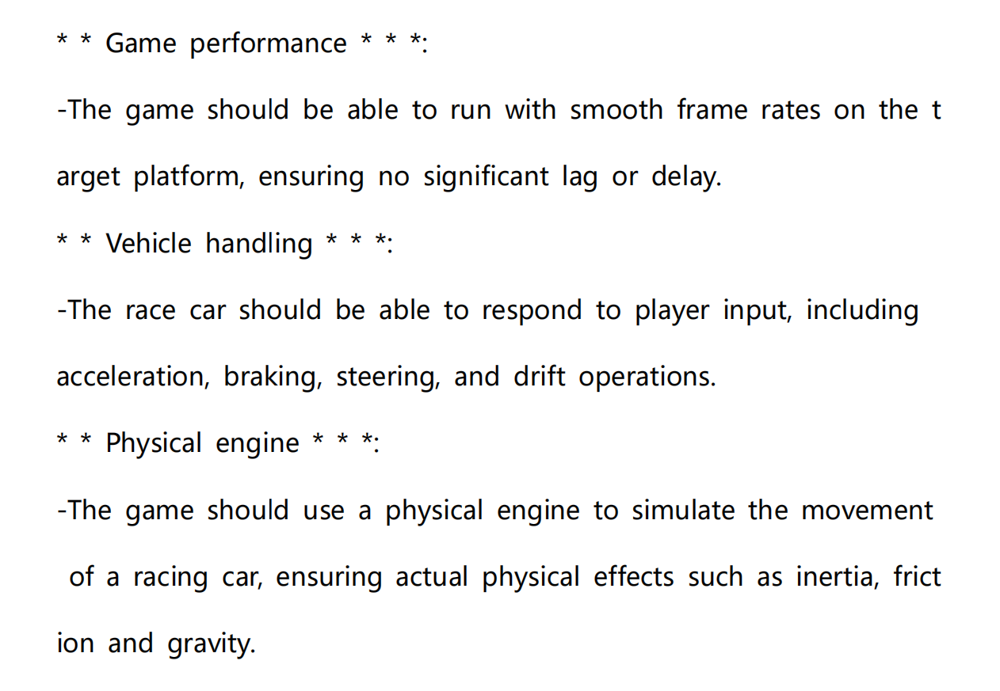 * * Game performance * * *:
-The game should be able to run with smooth frame rates on the t
arget platform, ensuring no significant lag or delay.
* * Vehicle handling * * *:
-The race car should be able to respond to player input, including
acceleration, braking, steering, and drift operations.
* * Physical engine * * *:
-The game should use a physical engine to simulate the movement
of a racing car, ensuring actual physical effects such as inertia, frict
ion and gravity.